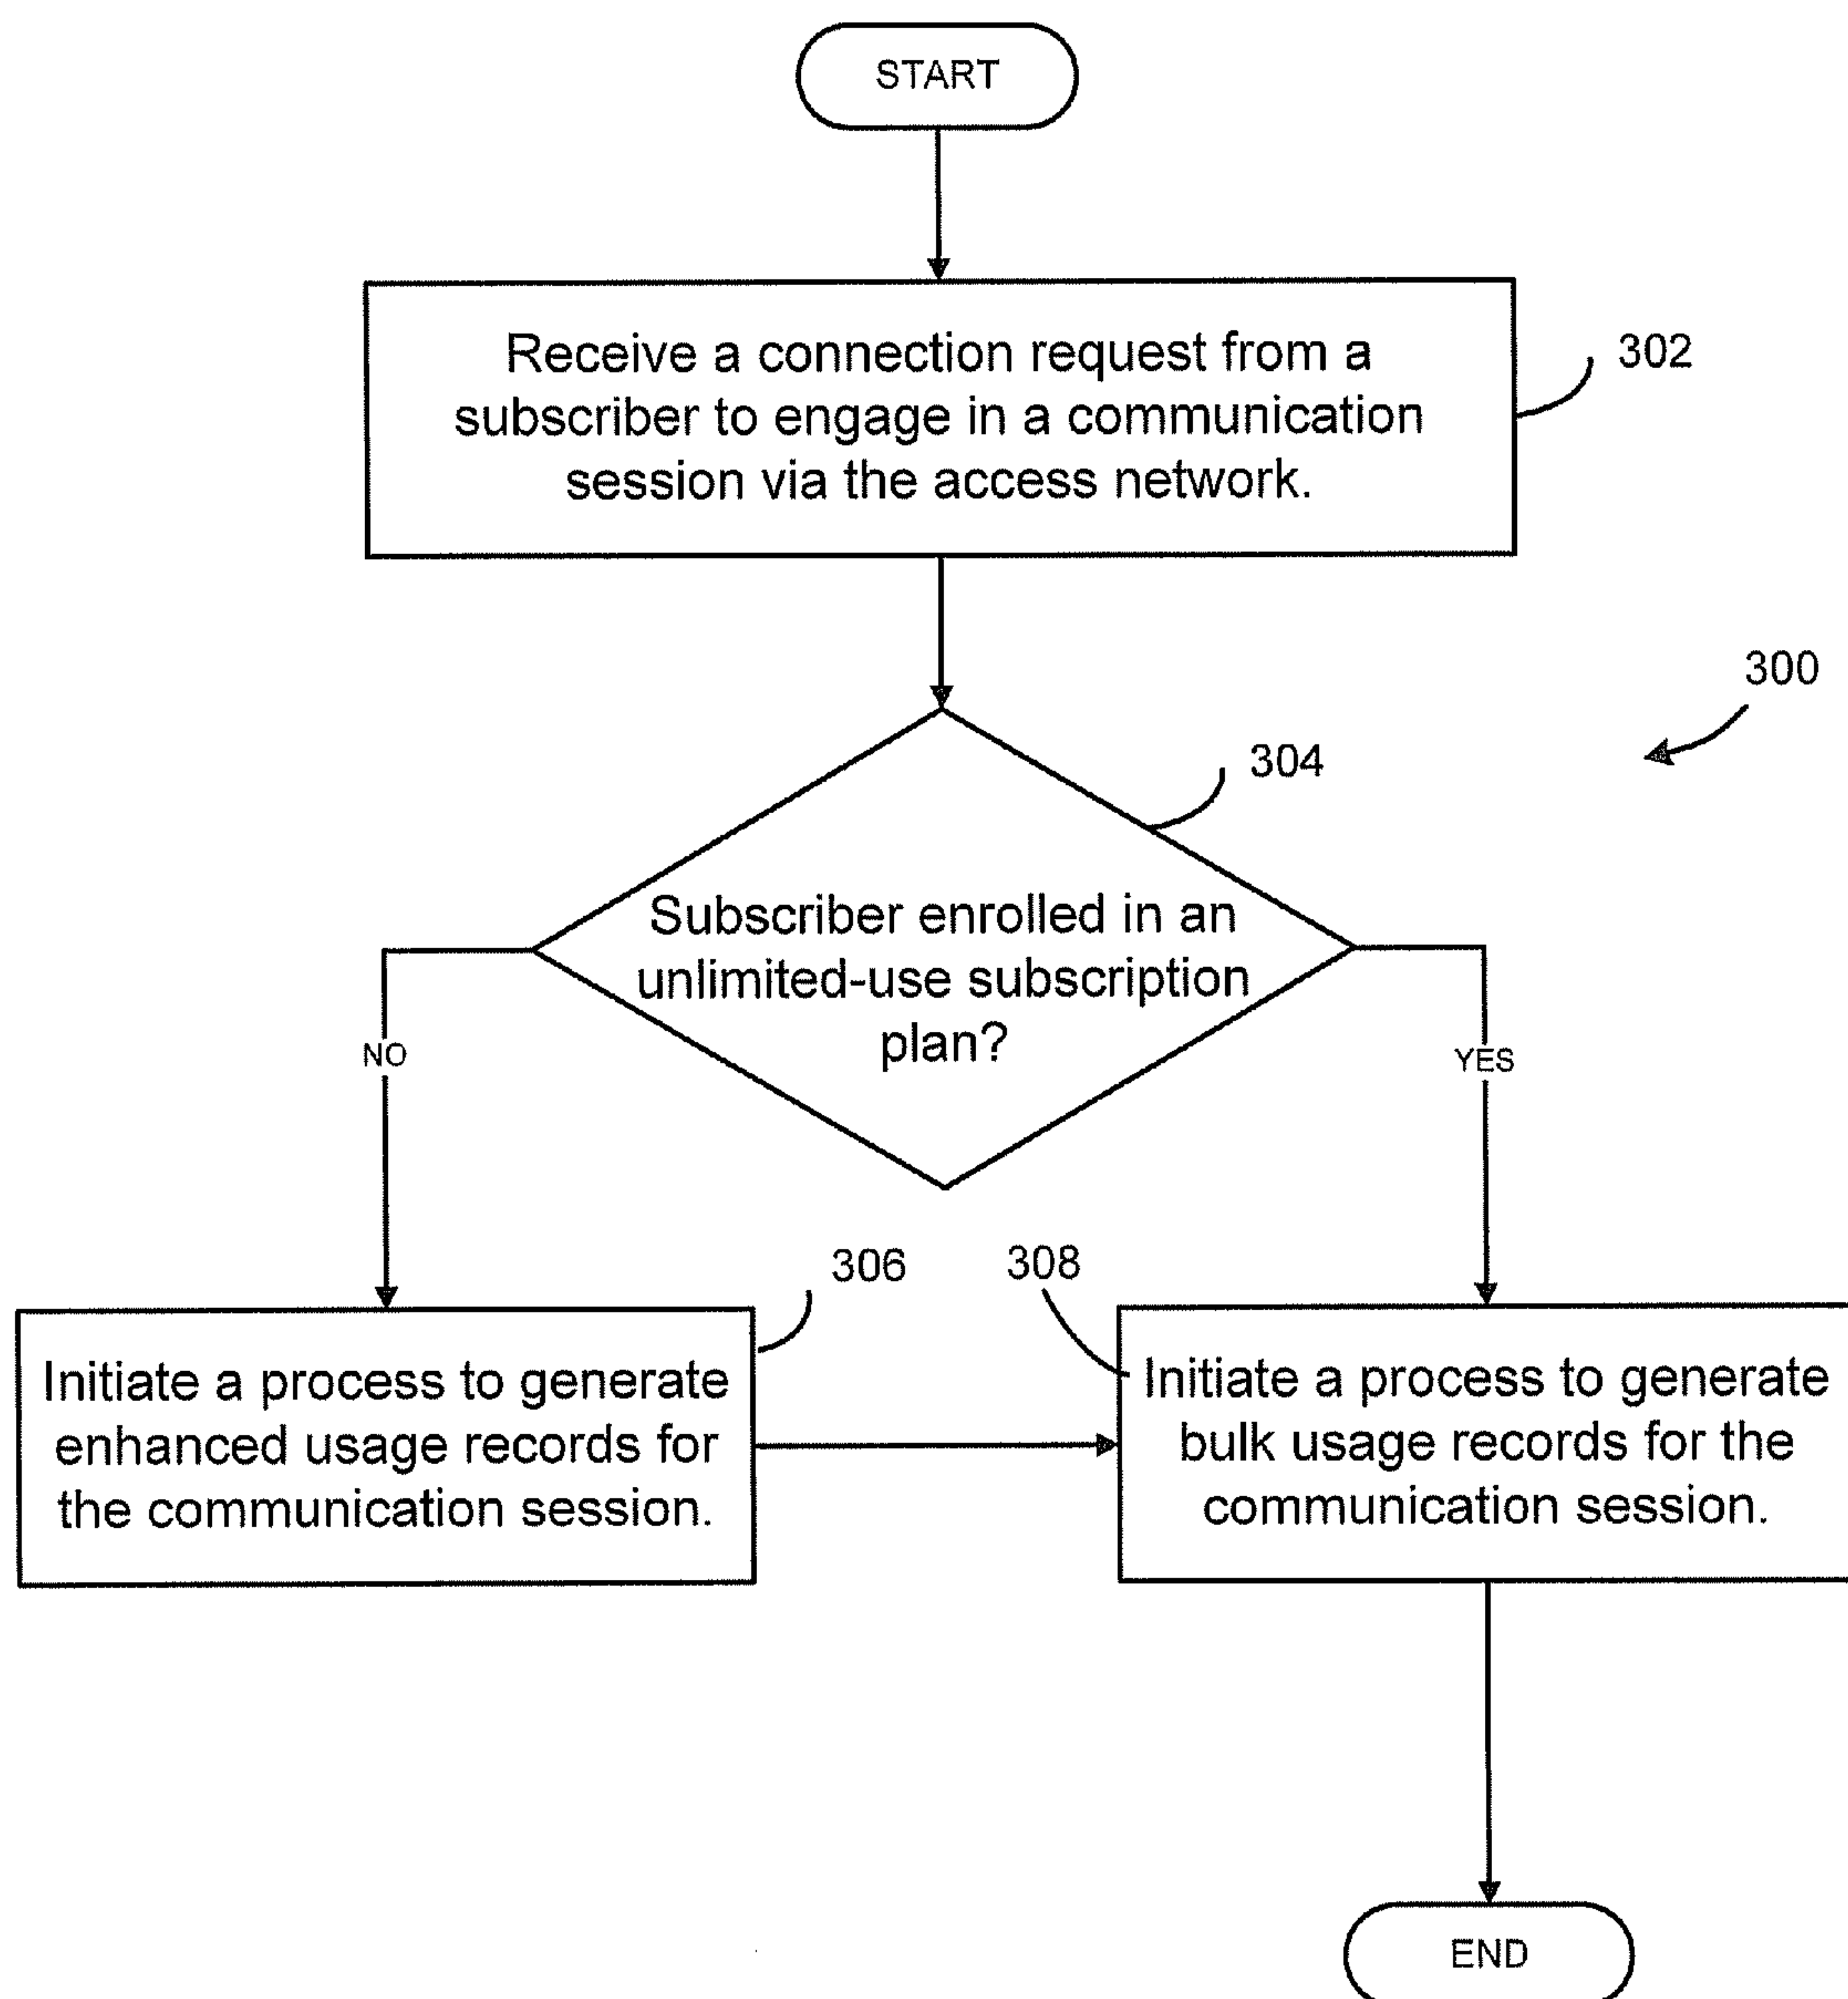 START
Receive a connection request from a
subscriber to engage in a communication
session via the access network.
302
300
304
Subscriber enrolled in an
unlimited-use subscription
plan?
NO
YES
306
308
Initiate a process to generate
enhanced usage records for
the communication session.
Initiate a process to generate
bulk usage records for the
communication session.
END